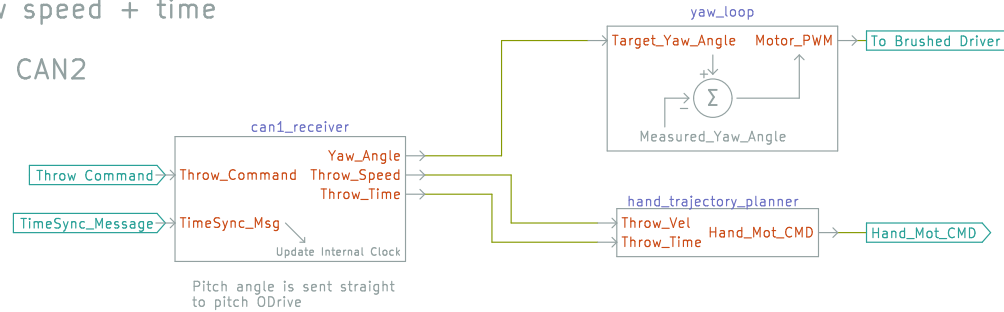 speed + time
CAN2
yaw_loop
Target_Yaw_Angle
Motor_PWM
To Brushed Driver
+
Σ
−
Measured_Yaw_Angle
can1_receiver
Yaw_Angle
Throw Command
Throw_Command
Throw_Speed
Throw_Time
TimeSync_Message
TimeSync_Msg
Update Internal Clock
hand_trajectory_planner
Throw_Vel
Throw_Time
Hand_Mot_CMD
Hand_Mot_CMD
Pitch angle is sent straight
to pitch ODrive